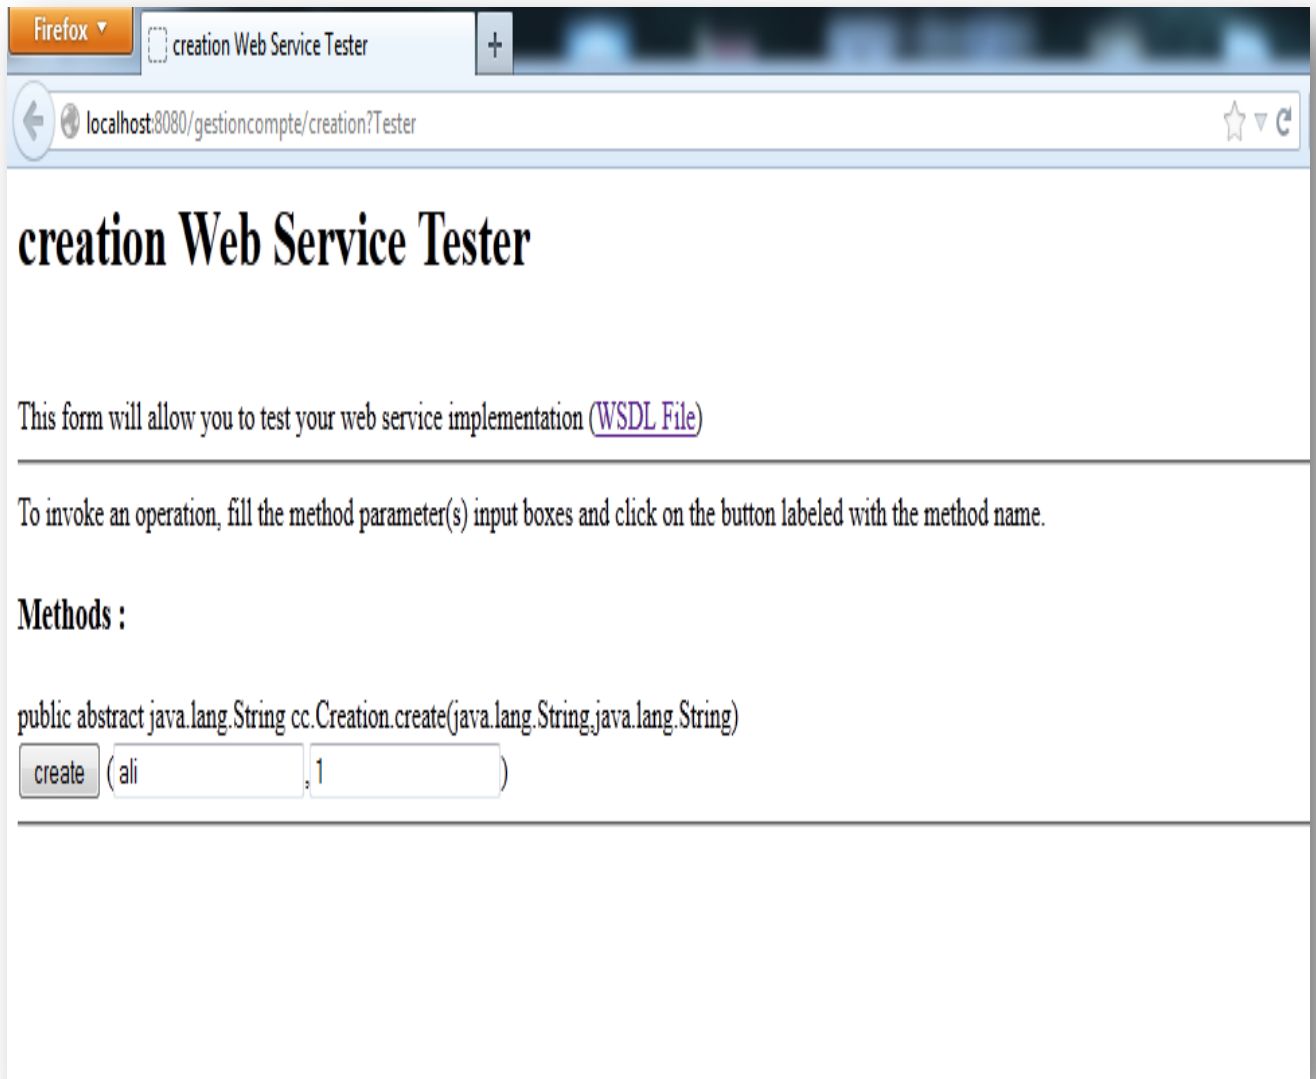 Firefox
creation Web Service Tester
localhost:8080/gestioncompte/creation?Tester
creation Web Service Tester
This form will allow you to test your web service implementation (WSDL File)
To invoke an operation, fill the method parameter(s) input boxes and click on the button labeled with the method name.
Methods :
public abstract java.lang.String cc.Creation.create(java.lang.String,java.lang.String)
create (ali ,1 )